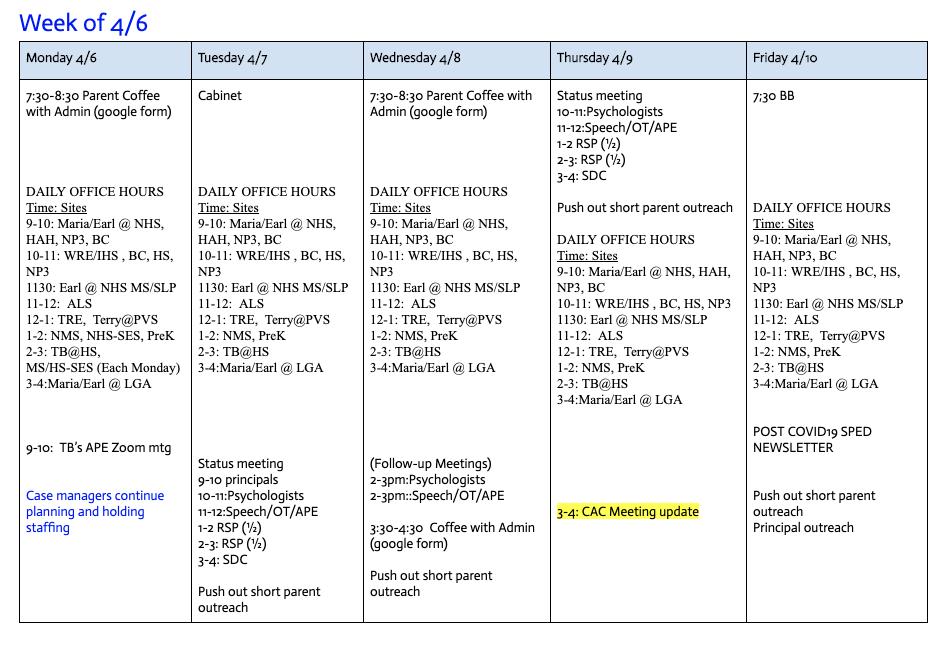 Week of 4/6
Monday 4/6
Tuesday 4/7
Wednesday 4/8
Thursday 4/9
Friday 4/10
7:30-8:30 Parent Coffee
with Admin (google form)
DAILY OFFICE HOURS
Time: Sites
9-10: Maria/Earl @ NHS,
HAH, NP3, BC
10-11: WRE/IHS , BC, HS,
NP3
1130: Earl @ NHS MS/SLP
11-12:  ALS
12-1: TRE,  Terry@PVS
1-2: NMS, NHS-SES, PreK
2-3: TB@HS,
MS/HS-SES (Each Monday)
3-4:Maria/Earl @ LGA
9-10:  TB's APE Zoom mtg
Case managers continue
planning and holding
staffing
Cabinet
DAILY OFFICE HOURS
Time: Sites
9-10: Maria/Earl @ NHS,
HAH, NP3, BC
10-11: WRE/IHS , BC, HS,
NP3
1130: Earl @ NHS MS/SLP
11-12:  ALS
12-1: TRE,  Terry@PVS
1-2: NMS, PreK
2-3: TB@HS
3-4:Maria/Earl @ LGA
Status meeting
9-10 principals
10-11:Psychologists
11-12:Speech/OT/APE
1-2 RSP (½)
2-3: RSP (½)
3-4: SDC
Push out short parent
outreach
7:30-8:30 Parent Coffee with
Admin (google form)
DAILY OFFICE HOURS
Time: Sites
9-10: Maria/Earl @ NHS,
HAH, NP3, BC
10-11: WRE/IHS , BC, HS,
NP3
1130: Earl @ NHS MS/SLP
11-12:  ALS
12-1: TRE,  Terry@PVS
1-2: NMS, PreK
2-3: TB@HS
3-4:Maria/Earl @ LGA
(Follow-up Meetings)
2-3pm:Psychologists
2-3pm::Speech/OT/APE
3:30-4:30  Coffee with Admin
(google form)
Push out short parent
outreach
Status meeting
10-11:Psychologists
11-12:Speech/OT/APE
1-2 RSP (½)
2-3: RSP (½)
3-4: SDC
Push out short parent outreach
DAILY OFFICE HOURS
Time: Sites
9-10: Maria/Earl @ NHS, HAH,
NP3, BC
10-11: WRE/IHS , BC, HS, NP3
1130: Earl @ NHS MS/SLP
11-12:  ALS
12-1: TRE,  Terry@PVS
1-2: NMS, PreK
2-3: TB@HS
3-4:Maria/Earl @ LGA
3-4: CAC Meeting update
7;30 BB
DAILY OFFICE HOURS
Time: Sites
9-10: Maria/Earl @ NHS,
HAH, NP3, BC
10-11: WRE/IHS , BC, HS,
NP3
1130: Earl @ NHS MS/SLP
11-12:  ALS
12-1: TRE,  Terry@PVS
1-2: NMS, PreK
2-3: TB@HS
3-4:Maria/Earl @ LGA
POST COVID19 SPED
NEWSLETTER
Push out short parent
outreach
Principal outreach